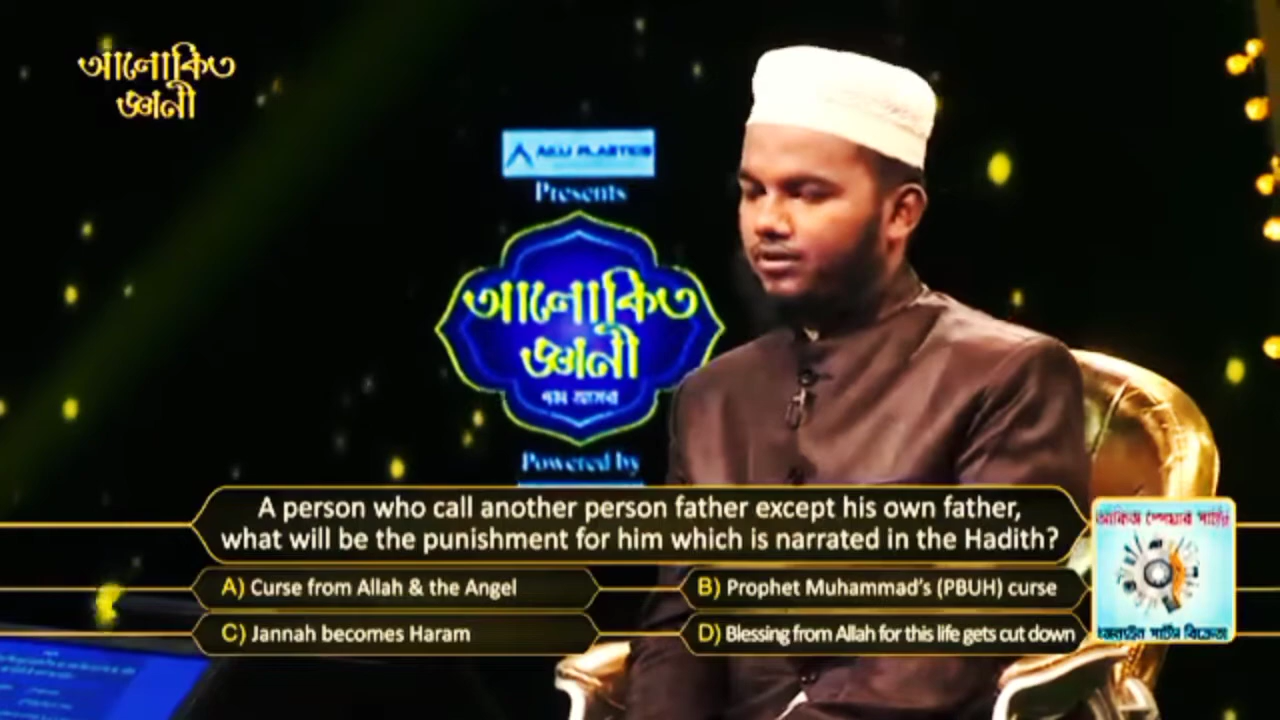 আলোকিত
জ্ঞানী
AKIJ PLASTICS
Presents
আলোকিত
জ্ঞানী
Powered by
A person who call another person father except his own father,
what will be the punishment for him which is narrated in the Hadith?
A) Curse from Allah & the Angel
B) Prophet Muhammad's (PBUH) curse
C) Jannah becomes Haram
D) Blessing from Allah for this life gets cut down